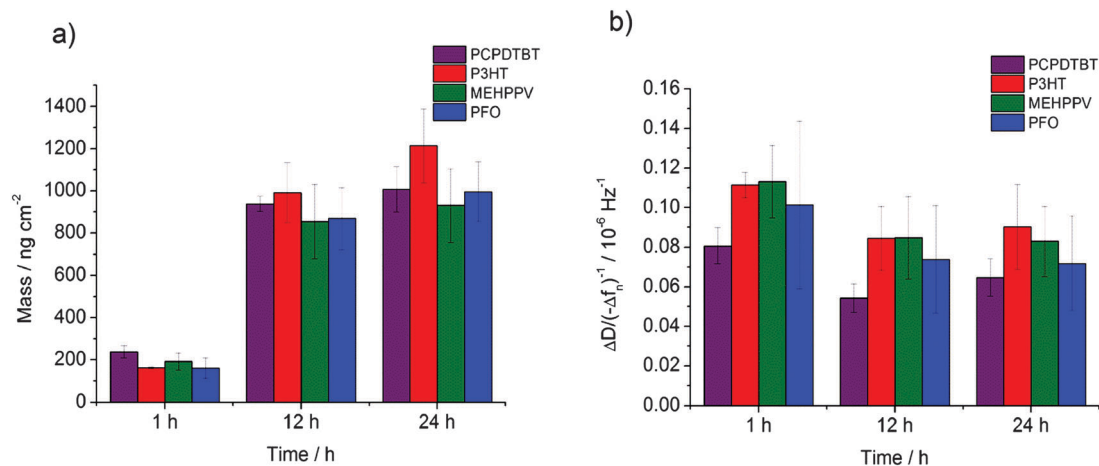 a)
PCPDTBT
P3HT
MEHPPV
PFO
1400
1200
1000
800
600
400
200
0
Mass / ng cm⁻²
1 h
12 h
24 h
Time / h
b)
PCPDTBT
P3HT
MEHPPV
PFO
0.16
0.14
0.12
0.10
0.08
0.06
0.04
0.02
0.00
ΔD/(-Δfₙ)⁻¹ / 10⁻⁶ Hz⁻¹
1 h
12 h
24 h
Time / h